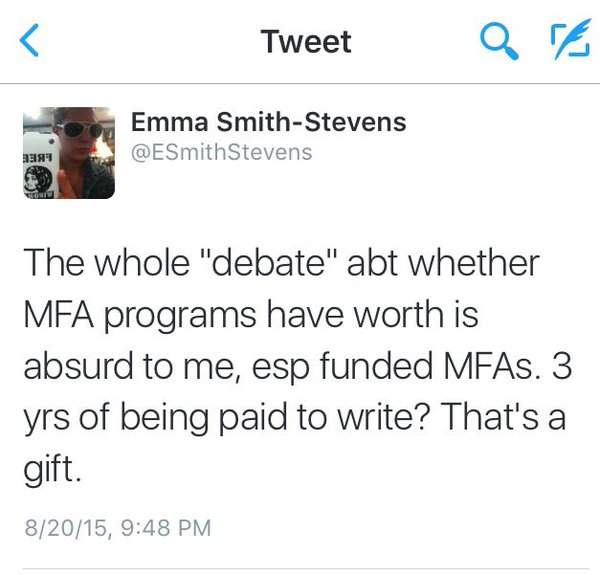 Tweet
Emma Smith-Stevens
@ESmithStevens
FREE
The whole "debate" abt whether
MFA programs have worth is
absurd to me, esp funded MFAs. 3
yrs of being paid to write? That's a
gift.
8/20/15, 9:48 PM